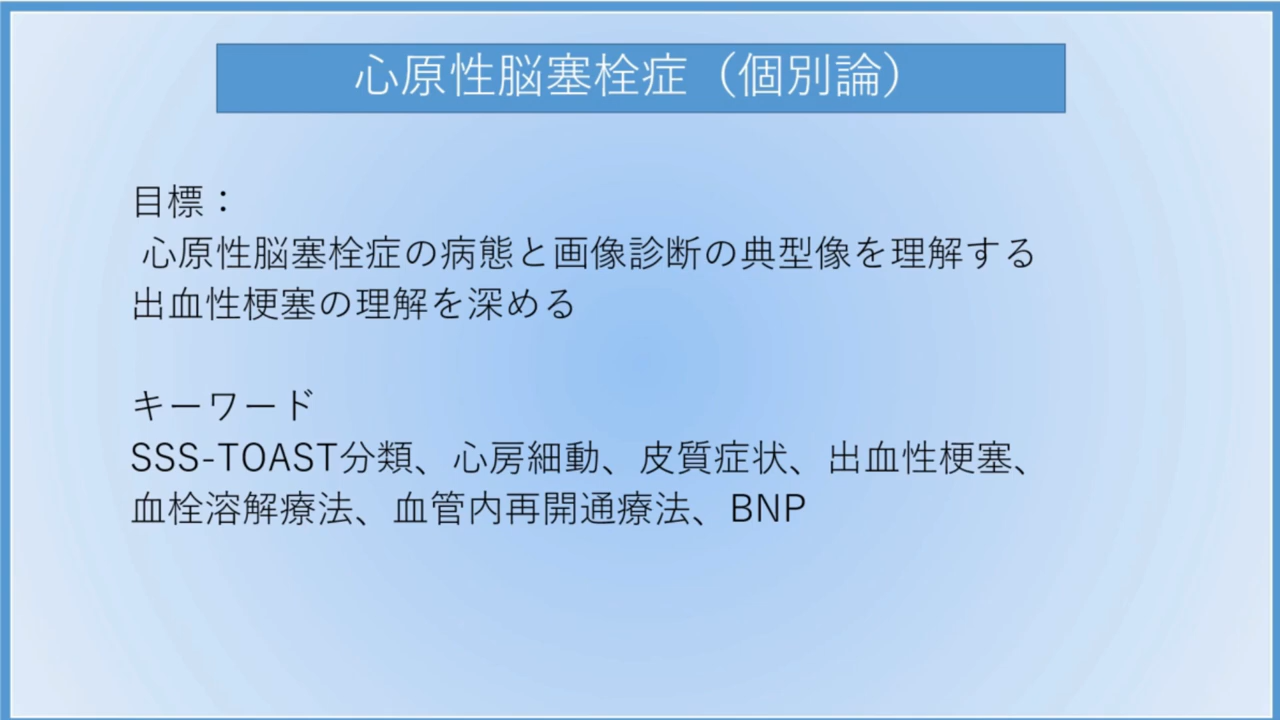 心原性脳塞栓症（個別論）
目標：
心原性脳塞栓症の病態と画像診断の典型像を理解する
出血性梗塞の理解を深める
キーワード
SSS-TOAST分類、心房細動、皮質症状、出血性梗塞、
血栓溶解療法、血管内再開通療法、BNP